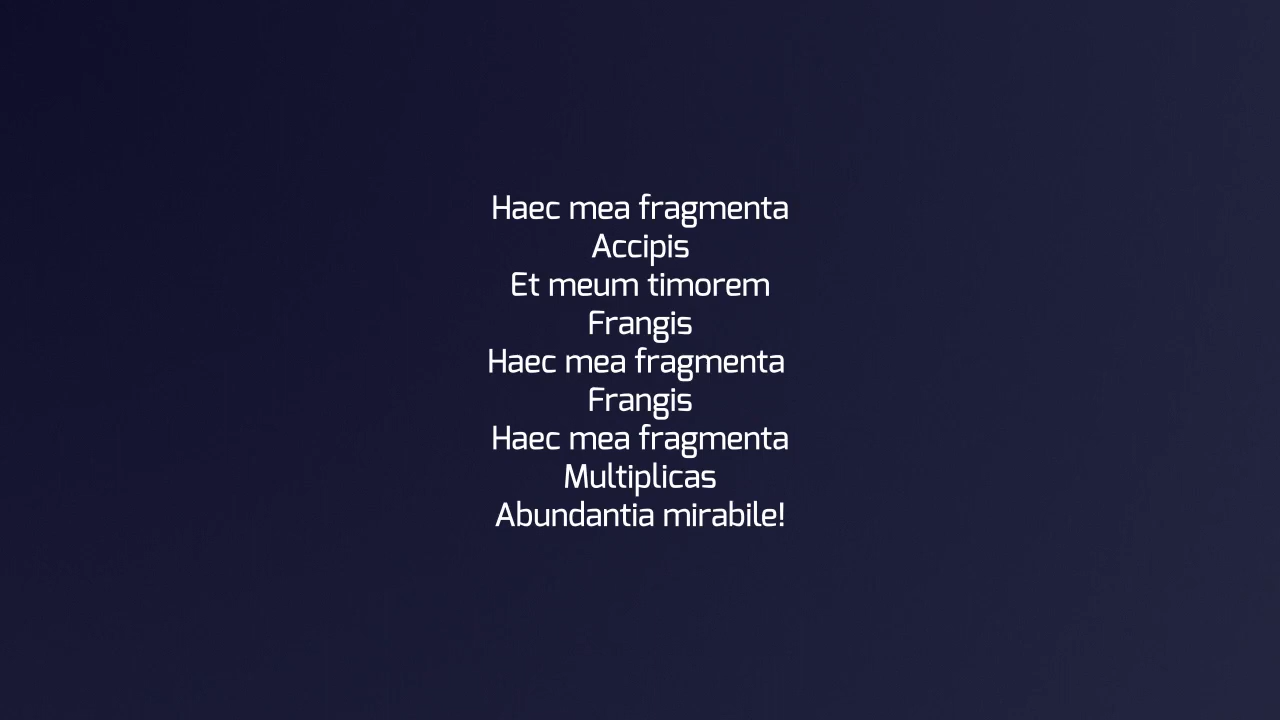 Haec mea fragmenta
Accipis
Et meum timorem
Frangis
Haec mea fragmenta
Frangis
Haec mea fragmenta
Multiplicas
Abundantia mirabile!